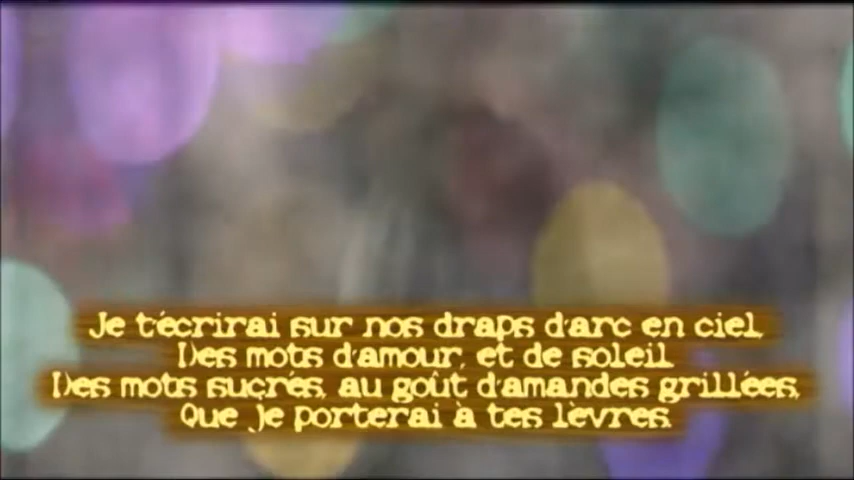 Je t'écrirai sur nos draps d'arc en ciel,
Des mots d'amour, et de soleil
Des mots suçrés, au goût d'amandes grillées,
Que je porterai à tes lèvres.